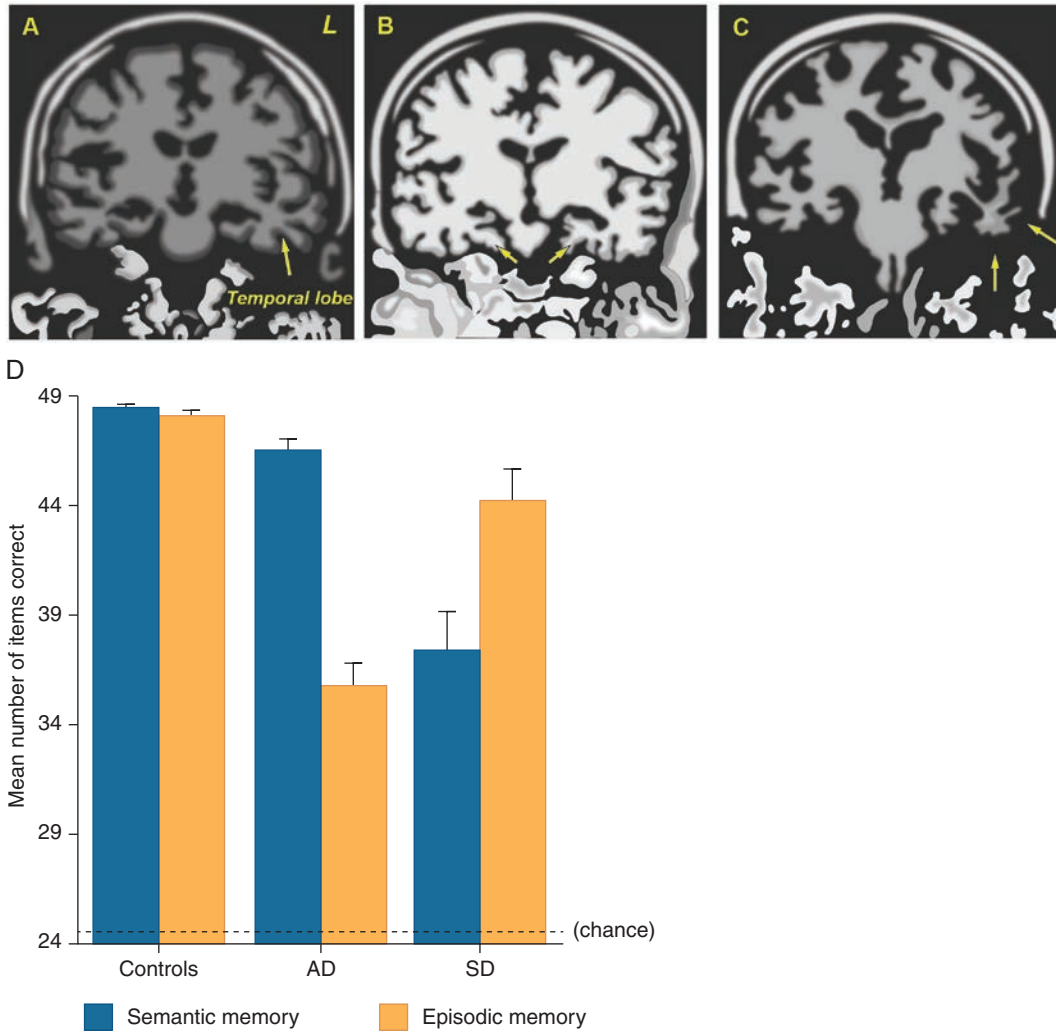 A
L
Temporal lobe
B
C
D
Mean number of items correct
49
44
39
34
29
24
(chance)
Controls AD SD
Semantic memory Episodic memory